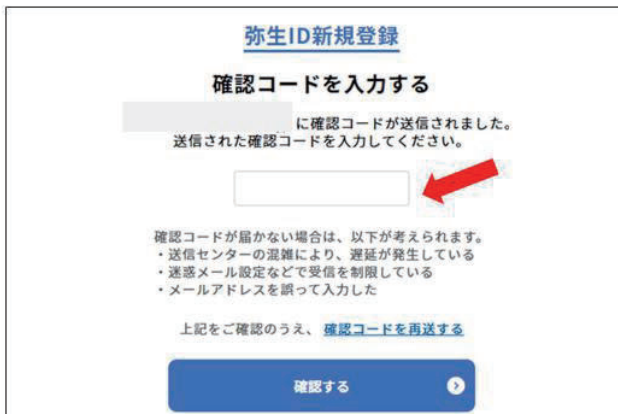 弥生ID新規登録
確認コードを入力する
に確認コードが送信されました。
送信された確認コードを入力してください。
確認コードが届かない場合は、以下が考えられます。
・送信センターの混雑により、遅延が発生している
・迷惑メール設定などで受信を制限している
・メールアドレスを誤って入力した
上記をご確認のうえ、 確認コードを再送する
確認する